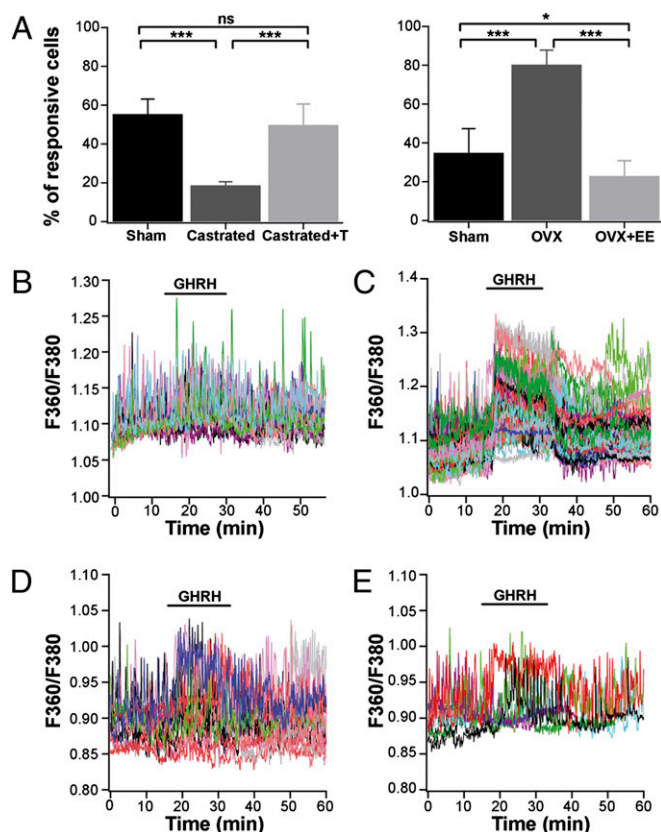 A
ns
*** ***
*
*** ***
% of responsive cells
100
80
60
40
20
0
Sham Castrated Castrated+T
100
80
60
40
20
0
Sham OVX OVX+EE
B
GHRH
F360/F380
1.30
1.25
1.20
1.15
1.10
1.05
1.00
0 10 20 30 40 50
Time (min)
C
GHRH
F360/F380
1.4
1.3
1.2
1.1
1.0
0 20 40 60
Time (min)
D
GHRH
F360/F380
1.10
1.05
1.00
0.95
0.90
0.85
0.80
0 10 20 30 40 50 60
Time (min)
E
GHRH
F360/F380
1.10
1.05
1.00
0.95
0.90
0.85
0.80
0 10 20 30 40 50 60
Time (min)